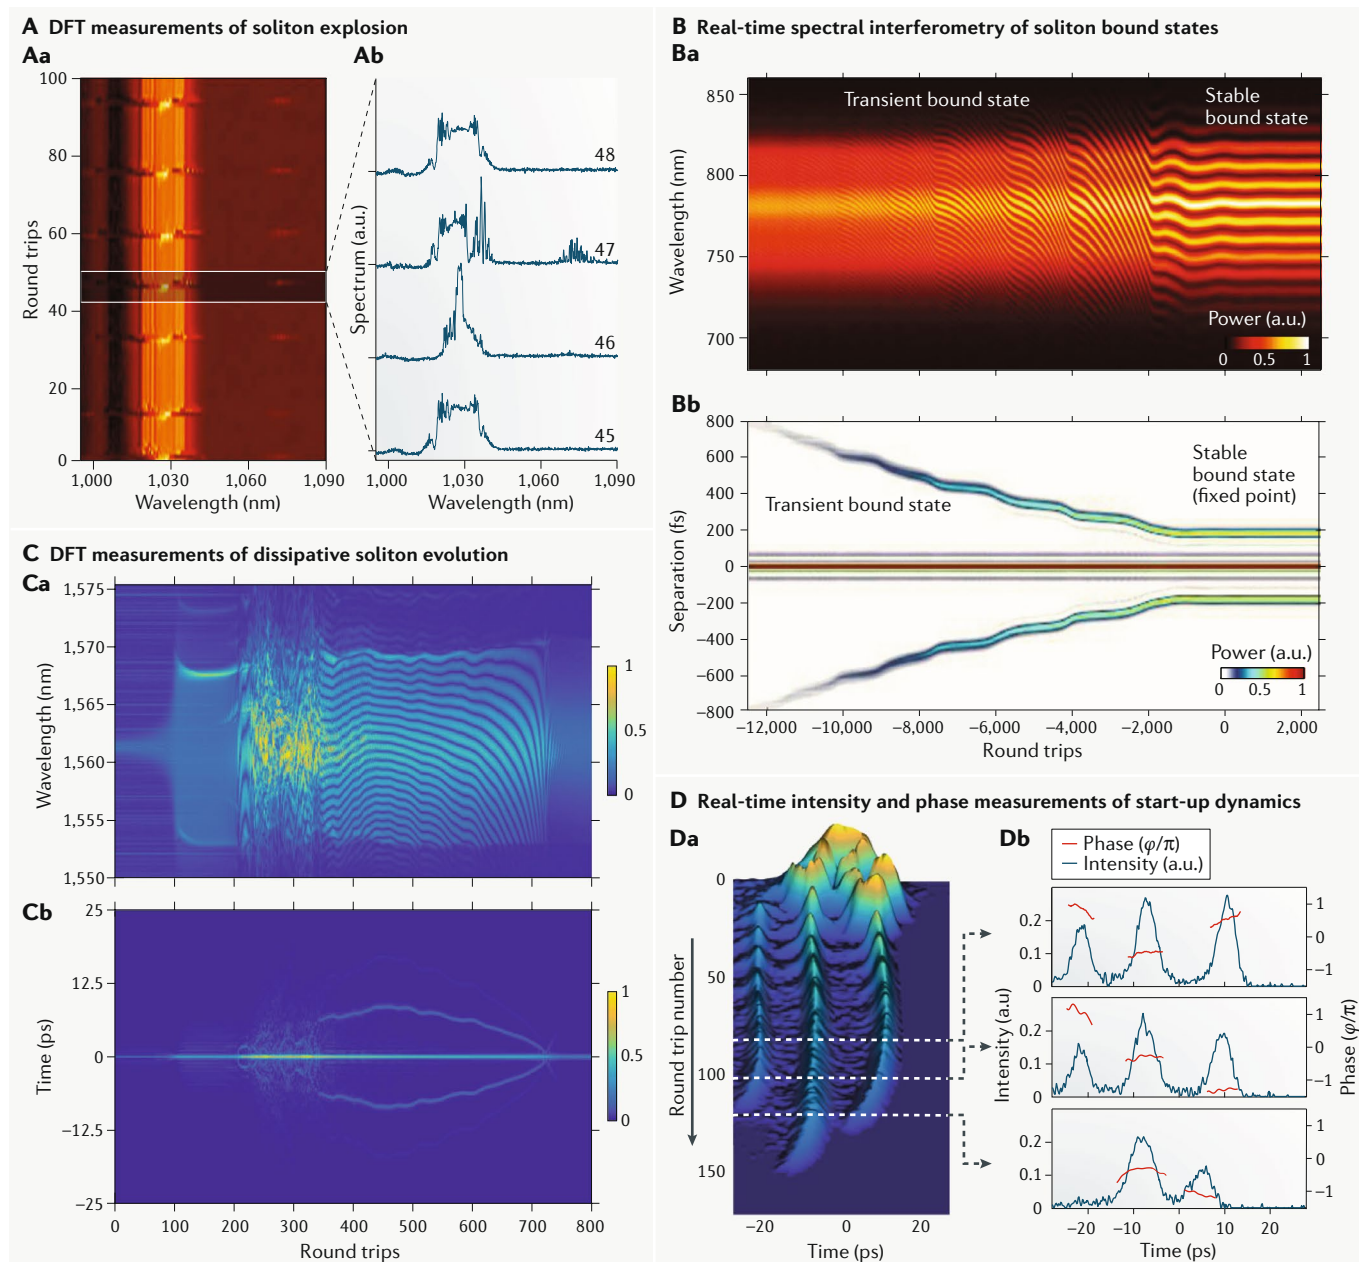 A DFT measurements of soliton explosion
Aa
Ab
100
80
60
40
20
0
Round trips
1,000
1,030
1,060
1,090
Wavelength (nm)
Spectrum (a.u.)
48
47
46
45
1,000
1,030
1,060
1,090
Wavelength (nm)
B Real-time spectral interferometry of soliton bound states
Ba
850
800
750
700
Wavelength (nm)
Transient bound state
Stable
bound state
Power (a.u.)
0 0.5 1
Bb
800
600
400
200
0
−200
−400
−600
−800
Separation (fs)
Transient bound state
Stable
bound state
(fixed point)
Power (a.u.)
0 0.5 1
−12,000
−10,000
−8,000
−6,000
−4,000
−2,000
0
2,000
Round trips
C DFT measurements of dissipative soliton evolution
Ca
1,575
1,570
1,565
1,560
1,555
1,550
Wavelength (nm)
1
0.5
0
Cb
25
12.5
0
−12.5
−25
Time (ps)
1
0.5
0
0
100
200
300
400
500
600
700
800
Round trips
D Real-time intensity and phase measurements of start-up dynamics
Da
0
50
100
150
Round trip number
−20
0
20
Time (ps)
Db
Phase (φ/π)
Intensity (a.u.)
0.2
0.1
0
1
0
−1
0.2
0.1
0
1
0
−1
0.2
0.1
0
1
0
−1
Intensity (a.u)
Phase (φ/π)
−20
−10
0
10
20
Time (ps)